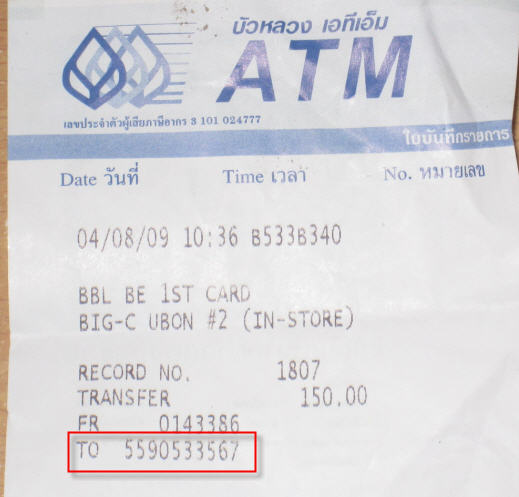 บัวหลวง เอทีเอ็ม
ATM
เลขประจำตัวผู้เสียภาษีอากร 3 101 024777
ใบบันทึกรายการ
Date วันที่ Time เวลา No. หมายเลข
04/08/09 10:36 B533B340
BBL BE 1ST CARD
BIG-C UBON #2 (IN-STORE)
RECORD NO. 1807
TRANSFER 150.00
FR 0143386
TO 5590533567